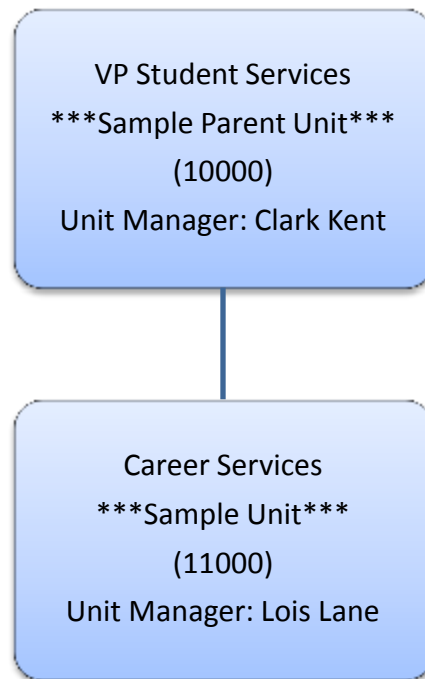 VP Student Services
***Sample Parent Unit***
(10000)
Unit Manager: Clark Kent
Career Services
***Sample Unit***
(11000)
Unit Manager: Lois Lane